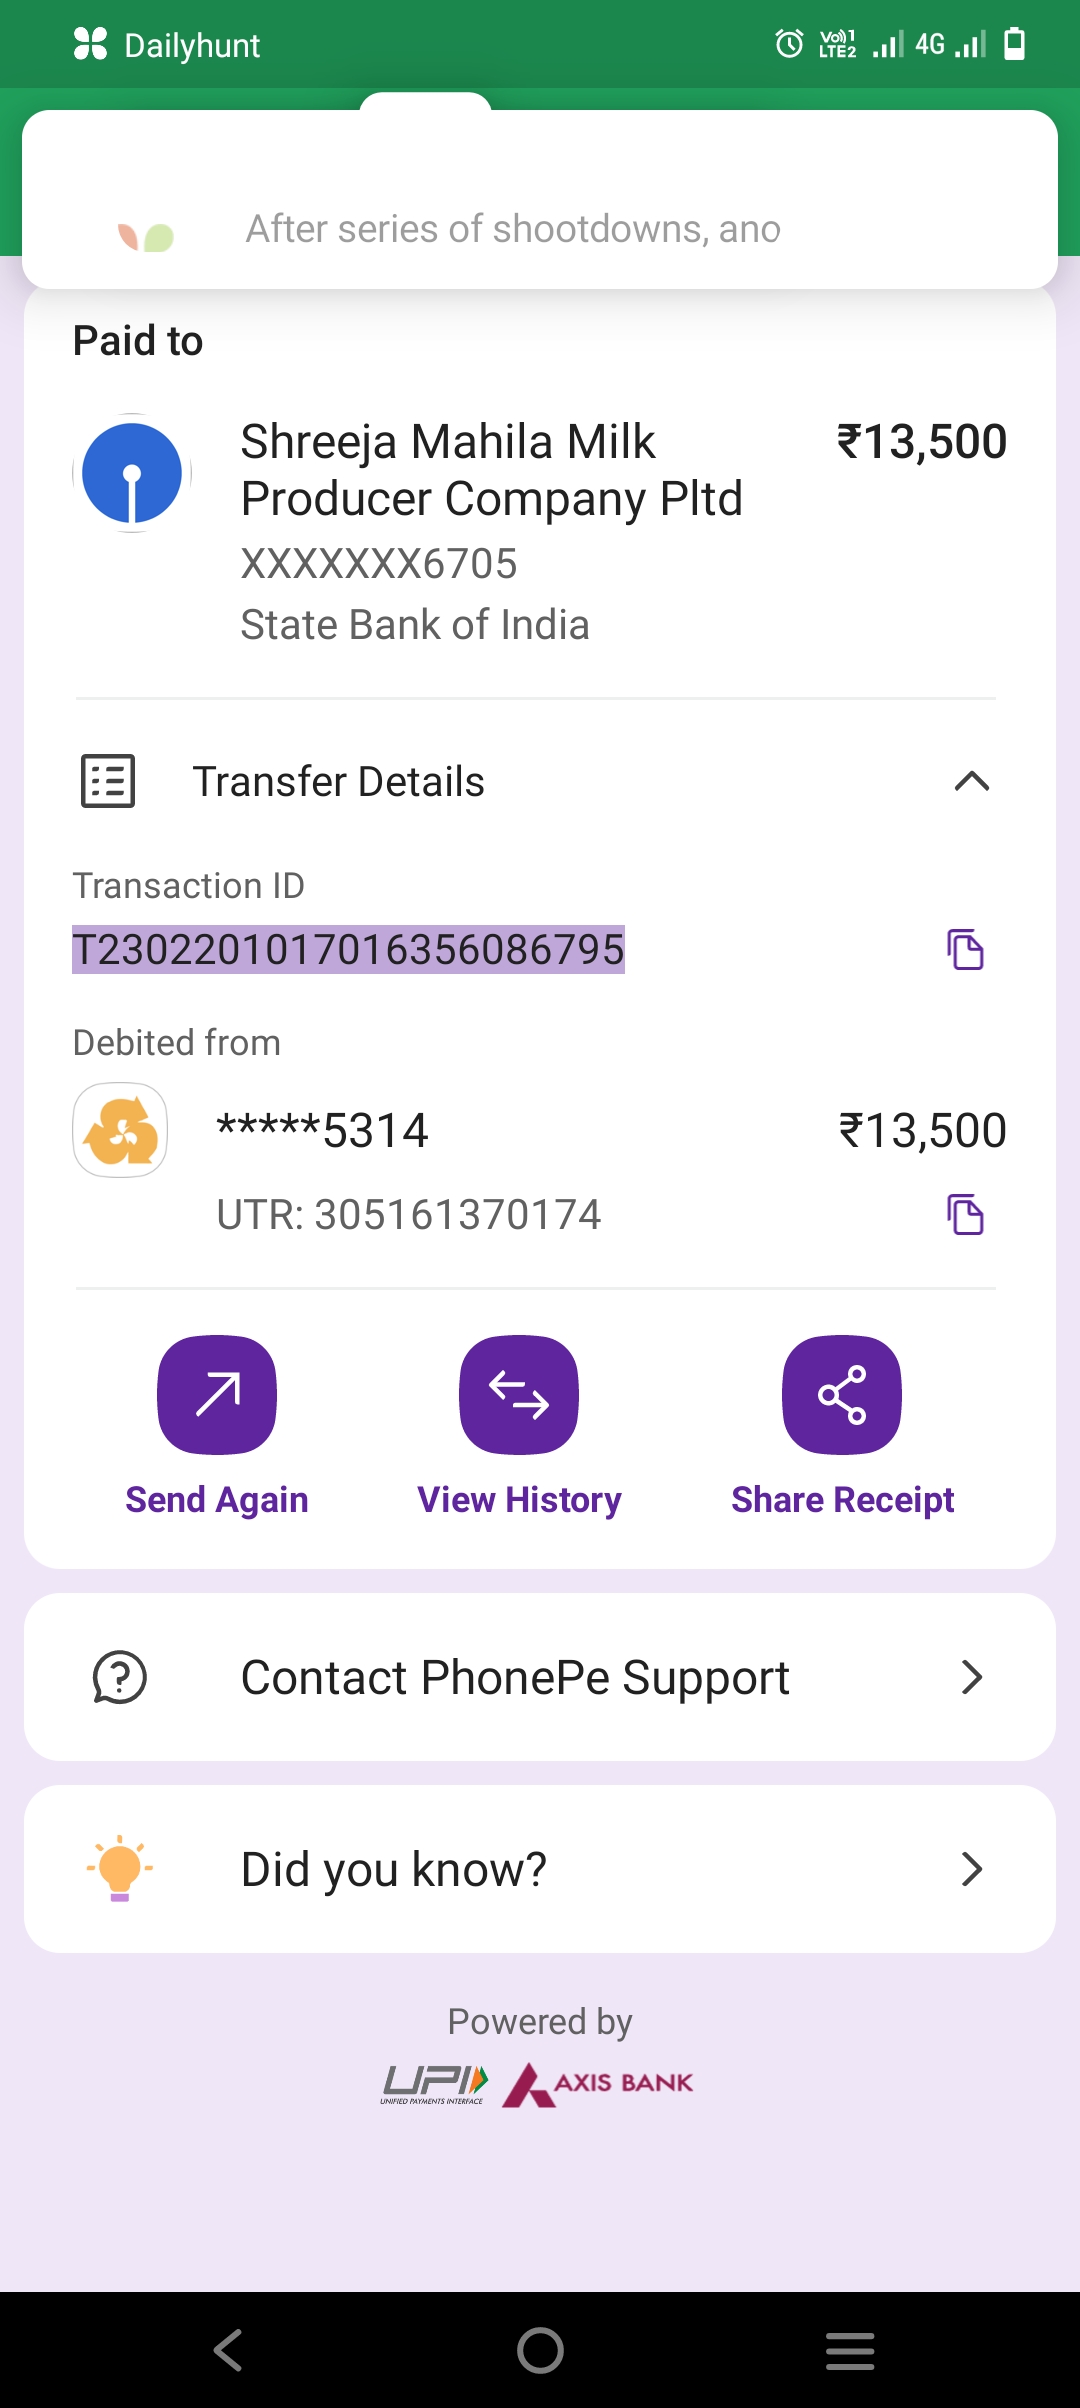 Dailyhunt
Vo))1 LTE2 4G
After series of shootdowns, ano
Paid to
Shreeja Mahila Milk ₹13,500
Producer Company Pltd
XXXXXXX6705
State Bank of India
Transfer Details
Transaction ID
T2302201017016356086795
Debited from
*****5314 ₹13,500
UTR: 305161370174
Send Again View History Share Receipt
Contact PhonePe Support
Did you know?
Powered by
UPI AXIS BANK
UNIFIED PAYMENTS INTERFACE